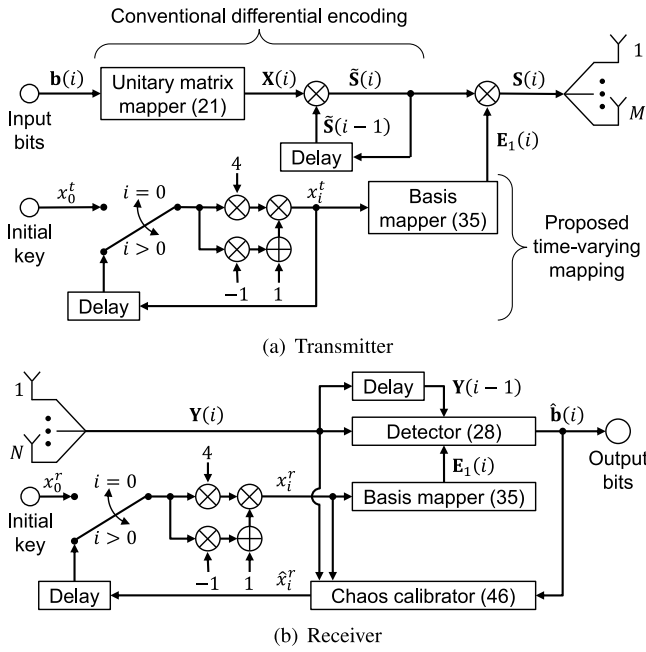 Conventional differential encoding
b(i)
Unitary matrix
mapper (21)
X(i)
S̃(i)
S(i)
1
M
Input
bits
S̃(i − 1)
Delay
E₁(i)
x₀ᵗ
i = 0
i > 0
Initial
key
4
xᵢᵗ
Basis
mapper (35)
−1
1
Delay
Proposed
time-varying
mapping
(a) Transmitter
1
N
Y(i)
Delay
Y(i − 1)
Detector (28)
b̂(i)
Output
bits
E₁(i)
x₀ʳ
i = 0
i > 0
Initial
key
4
xᵢʳ
Basis mapper (35)
−1
1
Delay
x̂ᵢʳ
Chaos calibrator (46)
(b) Receiver